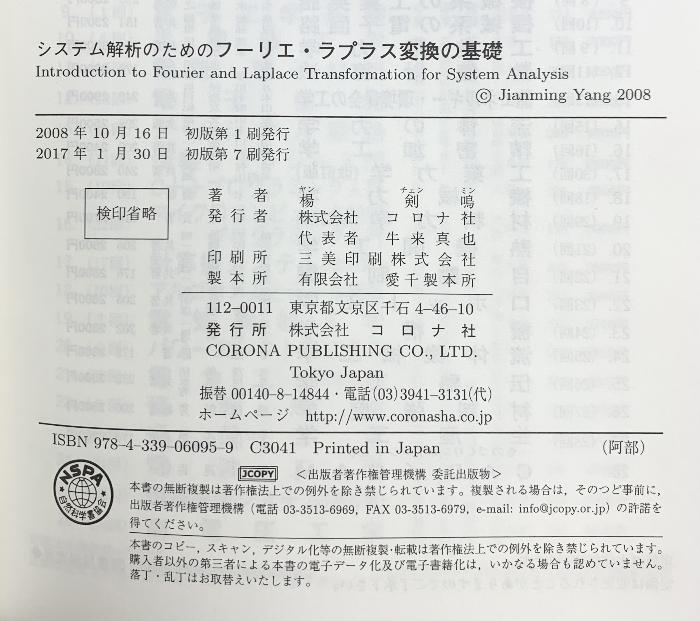 システム解析のためのフーリエ・ラプラス変換の基礎
Introduction to Fourier and Laplace Transformation for System Analysis
© Jianming Yang 2008
2008 年 10 月 16 日　初版第 1 刷発行
2017 年 1 月 30 日　初版第 7 刷発行
検印省略
ヤン　チェン　ミン
著者　楊　剣　鳴
発行者　株式会社　コロナ社
代表者　牛来真也
印刷所　三美印刷株式会社
製本所　有限会社　愛千製本所
112−0011　東京都文京区千石 4−46−10
発行所　株式会社　コロナ社
CORONA PUBLISHING CO., LTD.
Tokyo Japan
振替 00140−8−14844・電話(03)3941−3131(代)
ホームページ　http://www.coronasha.co.jp
ISBN 978−4−339−06095−9　C3041　Printed in Japan　(阿部)
NSPA
自然科学書協会
JCOPY　＜出版者著作権管理機構 委託出版物＞
本書の無断複製は著作権法上での例外を除き禁じられています。複製される場合は，そのつど事前に，
出版者著作権管理機構（電話 03-3513-6969，FAX 03-3513-6979，e-mail: info@jcopy.or.jp）の許諾を
得てください。
本書のコピー，スキャン，デジタル化等の無断複製・転載は著作権法上での例外を除き禁じられています。
購入者以外の第三者による本書の電子データ化及び電子書籍化は，いかなる場合も認めていません。
落丁・乱丁はお取替えいたします。